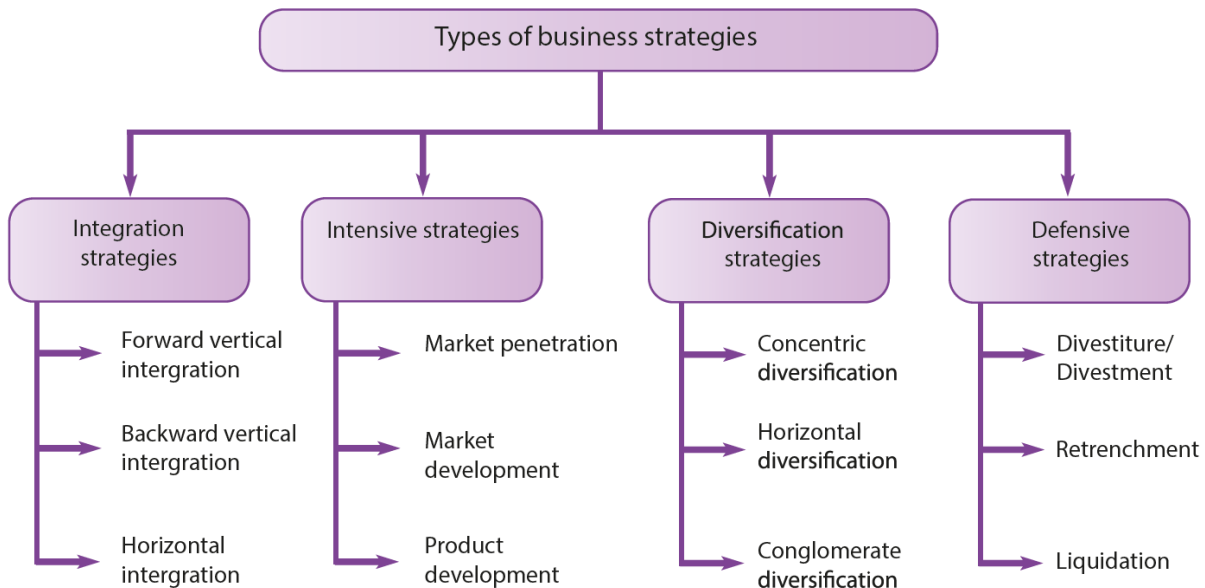 Types of business strategies
Integration
strategies
Forward vertical
intergration
Backward vertical
intergration
Horizontal
intergration
Intensive strategies
Market penetration
Market
development
Product
development
Diversification
strategies
Concentric
diversification
Horizontal
diversification
Conglomerate
diversification
Defensive
strategies
Divestiture/
Divestment
Retrenchment
Liquidation